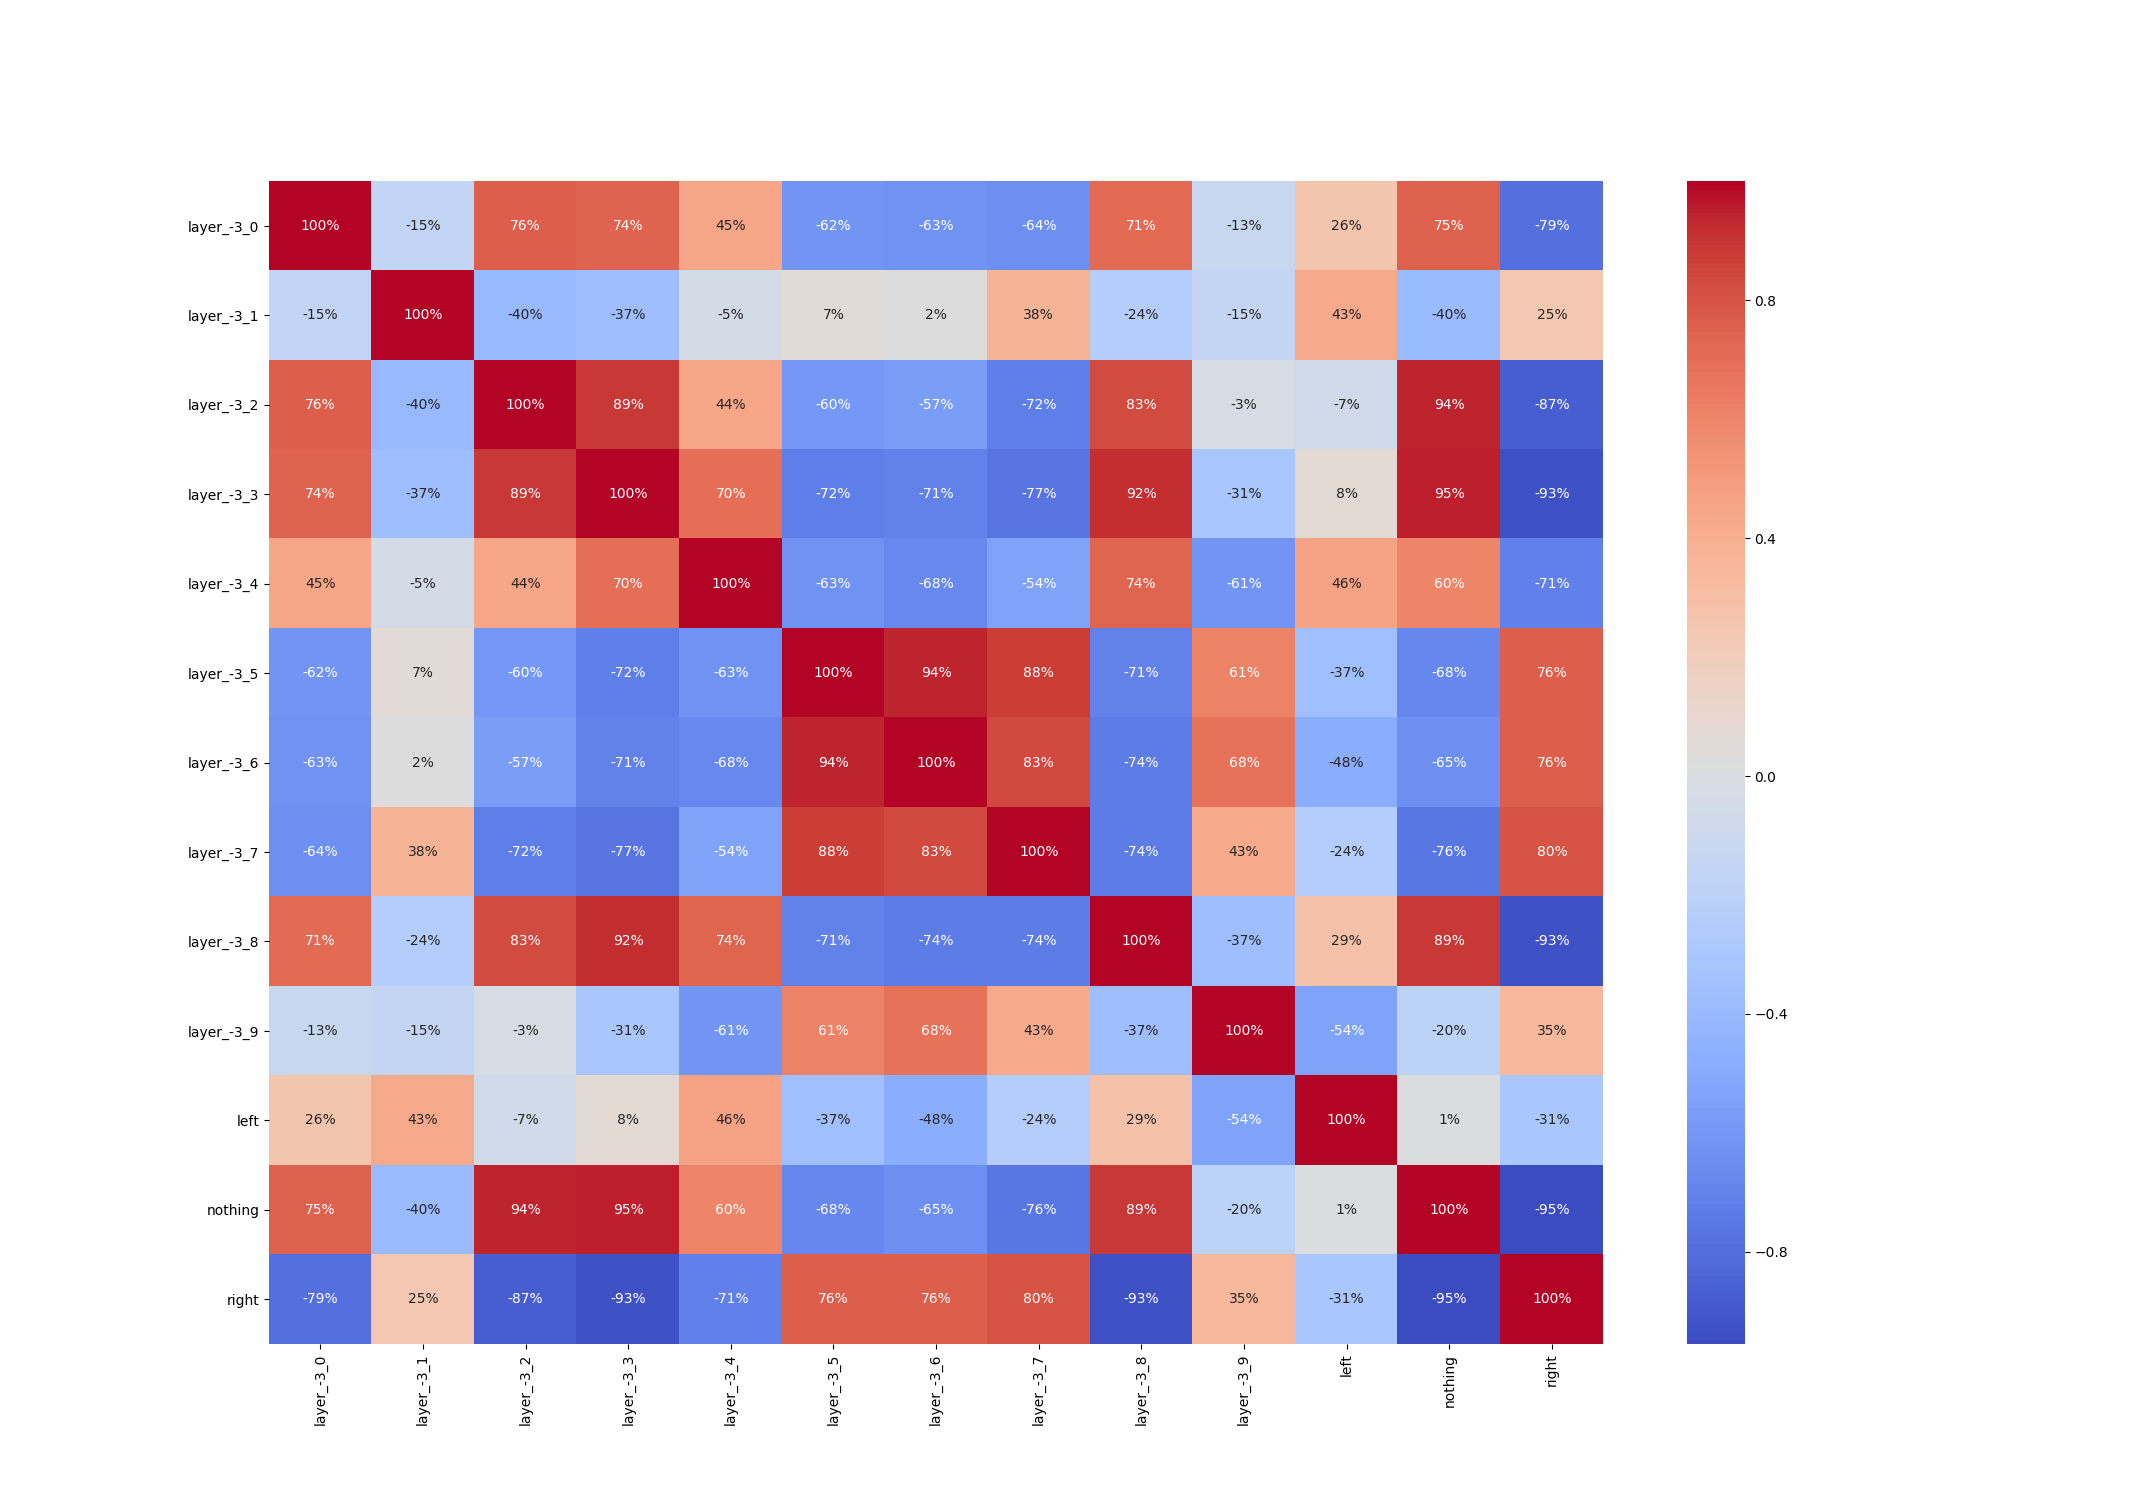 layer_-3_0 100% -15% 76% 74% 45% -62% -63% -64% 71% -13% 26% 75% -79%
layer_-3_1 -15% 100% -40% -37% -5% 7% 2% 38% -24% -15% 43% -40% 25%
layer_-3_2 76% -40% 100% 89% 44% -60% -57% -72% 83% -3% -7% 94% -87%
layer_-3_3 74% -37% 89% 100% 70% -72% -71% -77% 92% -31% 8% 95% -93%
layer_-3_4 45% -5% 44% 70% 100% -63% -68% -54% 74% -61% 46% 60% -71%
layer_-3_5 -62% 7% -60% -72% -63% 100% 94% 88% -71% 61% -37% -68% 76%
layer_-3_6 -63% 2% -57% -71% -68% 94% 100% 83% -74% 68% -48% -65% 76%
layer_-3_7 -64% 38% -72% -77% -54% 88% 83% 100% -74% 43% -24% -76% 80%
layer_-3_8 71% -24% 83% 92% 74% -71% -74% -74% 100% -37% 29% 89% -93%
layer_-3_9 -13% -15% -3% -31% -61% 61% 68% 43% -37% 100% -54% -20% 35%
left 26% 43% -7% 8% 46% -37% -48% -24% 29% -54% 100% 1% -31%
nothing 75% -40% 94% 95% 60% -68% -65% -76% 89% -20% 1% 100% -95%
right -79% 25% -87% -93% -71% 76% 76% 80% -93% 35% -31% -95% 100%
layer_-3_0
layer_-3_1
layer_-3_2
layer_-3_3
layer_-3_4
layer_-3_5
layer_-3_6
layer_-3_7
layer_-3_8
layer_-3_9
left
nothing
right
0.8
0.4
0.0
−0.4
−0.8